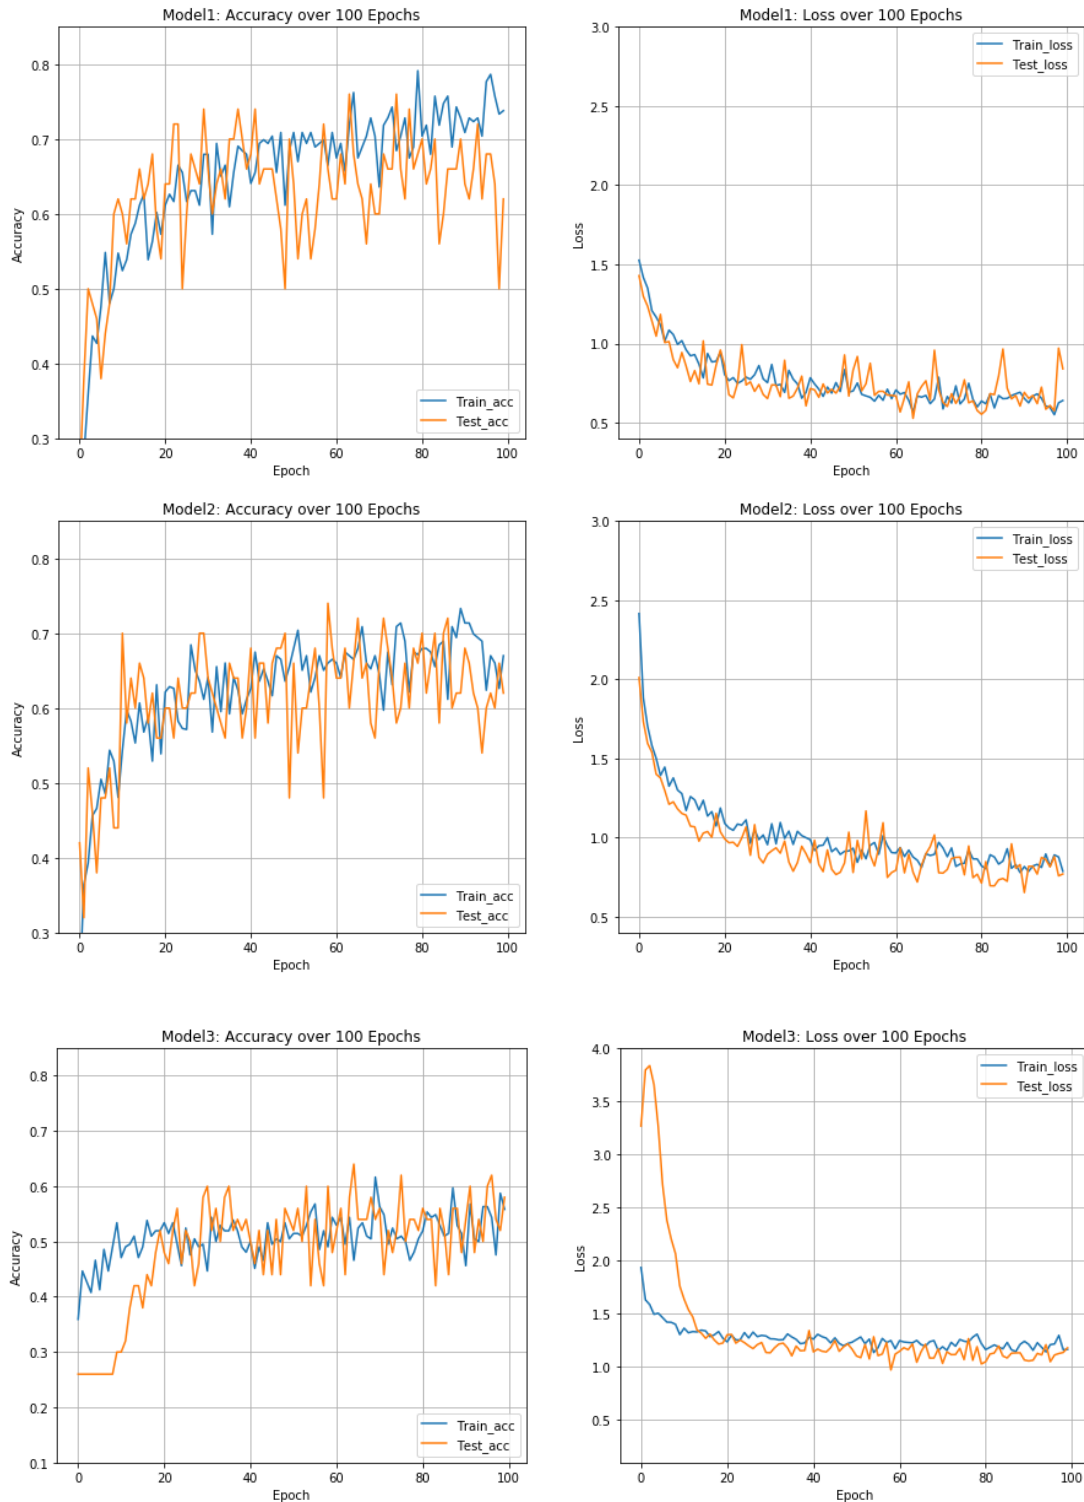 Model1: Accuracy over 100 Epochs
0.8
0.7
0.6
0.5
0.4
0.3
Accuracy
Train_acc
Test_acc
0 20 40 60 80 100
Epoch
Model1: Loss over 100 Epochs
3.0
2.5
2.0
1.5
1.0
0.5
Loss
Train_loss
Test_loss
0 20 40 60 80 100
Epoch
Model2: Accuracy over 100 Epochs
0.8
0.7
0.6
0.5
0.4
0.3
Accuracy
Train_acc
Test_acc
0 20 40 60 80 100
Epoch
Model2: Loss over 100 Epochs
3.0
2.5
2.0
1.5
1.0
0.5
Loss
Train_loss
Test_loss
0 20 40 60 80 100
Epoch
Model3: Accuracy over 100 Epochs
0.8
0.7
0.6
0.5
0.4
0.3
0.2
0.1
Accuracy
Train_acc
Test_acc
0 20 40 60 80 100
Epoch
Model3: Loss over 100 Epochs
4.0
3.5
3.0
2.5
2.0
1.5
1.0
0.5
Loss
Train_loss
Test_loss
0 20 40 60 80 100
Epoch